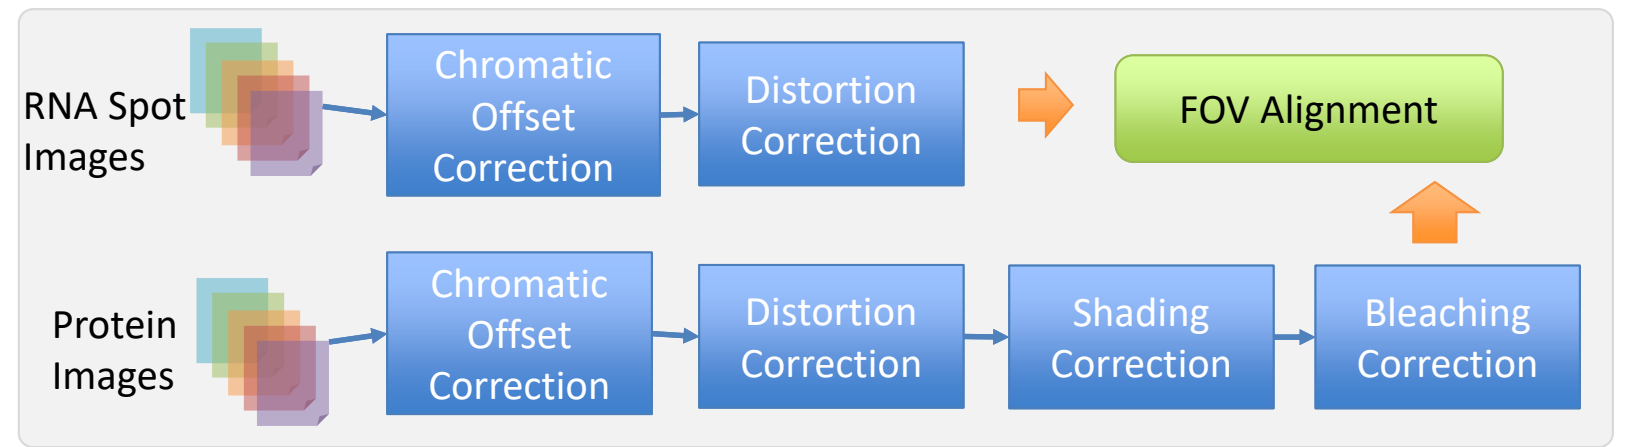 RNA Spot
Images
Chromatic
Offset
Correction
Distortion
Correction
FOV Alignment
Protein
Images
Chromatic
Offset
Correction
Distortion
Correction
Shading
Correction
Bleaching
Correction